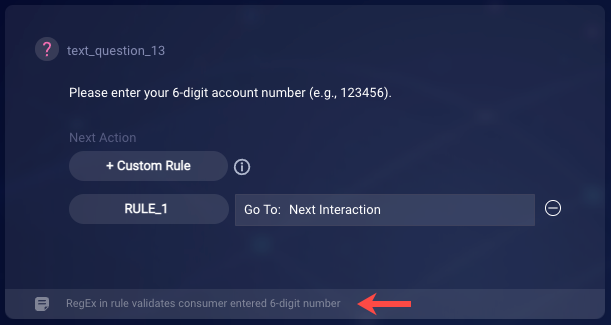 ?
text_question_13
Please enter your 6-digit account number (e.g., 123456).
Next Action
+ Custom Rule
i
RULE_1
Go To: Next Interaction
RegEx in rule validates consumer entered 6-digit number